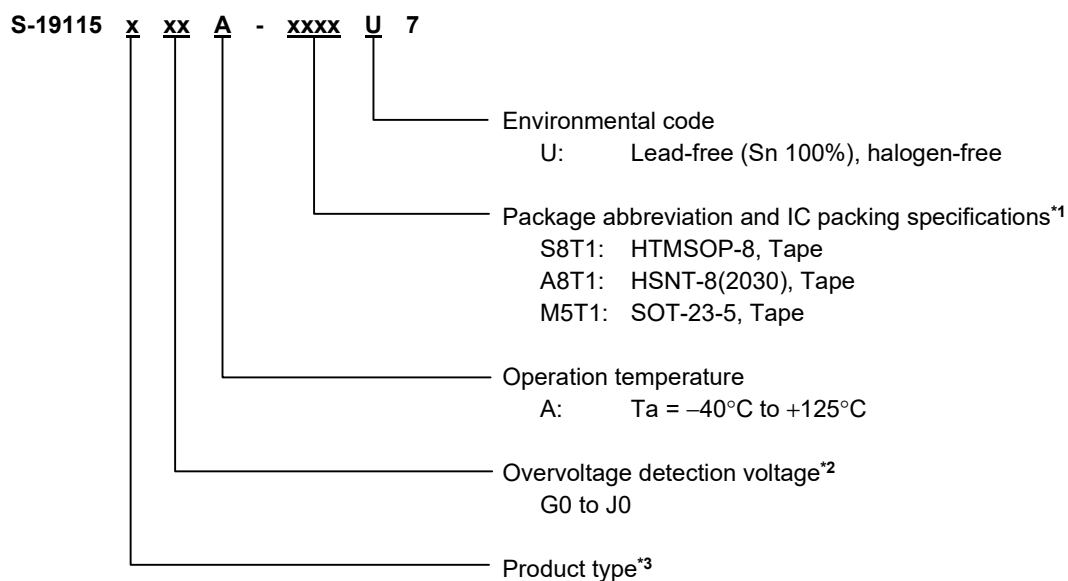 S-19115 x xx A - xxxx U 7
Environmental code
U: Lead-free (Sn 100%), halogen-free
Package abbreviation and IC packing specifications*1
S8T1: HTMSOP-8, Tape
A8T1: HSNT-8(2030), Tape
M5T1: SOT-23-5, Tape
Operation temperature
A: Ta = −40°C to +125°C
Overvoltage detection voltage*2
G0 to J0
Product type*3